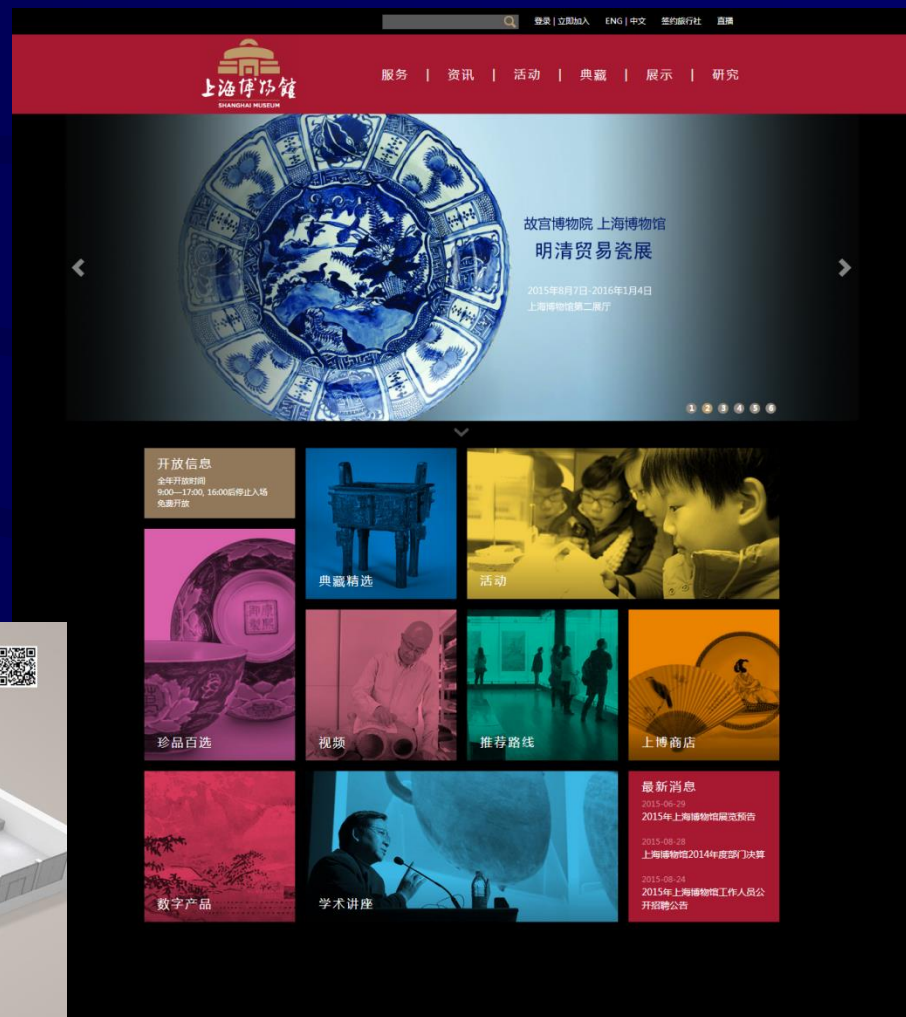 登录 | 立即加入 ENG | 中文 签约旅行社 直播
上海博物馆
SHANGHAI MUSEUM
服务 | 资讯 | 活动 | 典藏 | 展示 | 研究
故宫博物院 上海博物馆
明清贸易瓷展
2015年8月7日-2016年1月4日
上海博物馆第二展厅
1 2 3 4 5 6
开放信息
全年开放时间
9:00—17:00, 16:00后停止入场
免费开放
典藏精选
活动
珍品百选
视频
推荐路线
上博商店
数字产品
学术讲座
最新消息
2015-06-29
2015年上海博物馆展览预告
2015-08-28
上海博物馆2014年度部门决算
2015-08-24
2015年上海博物馆工作人员公
开招聘公告